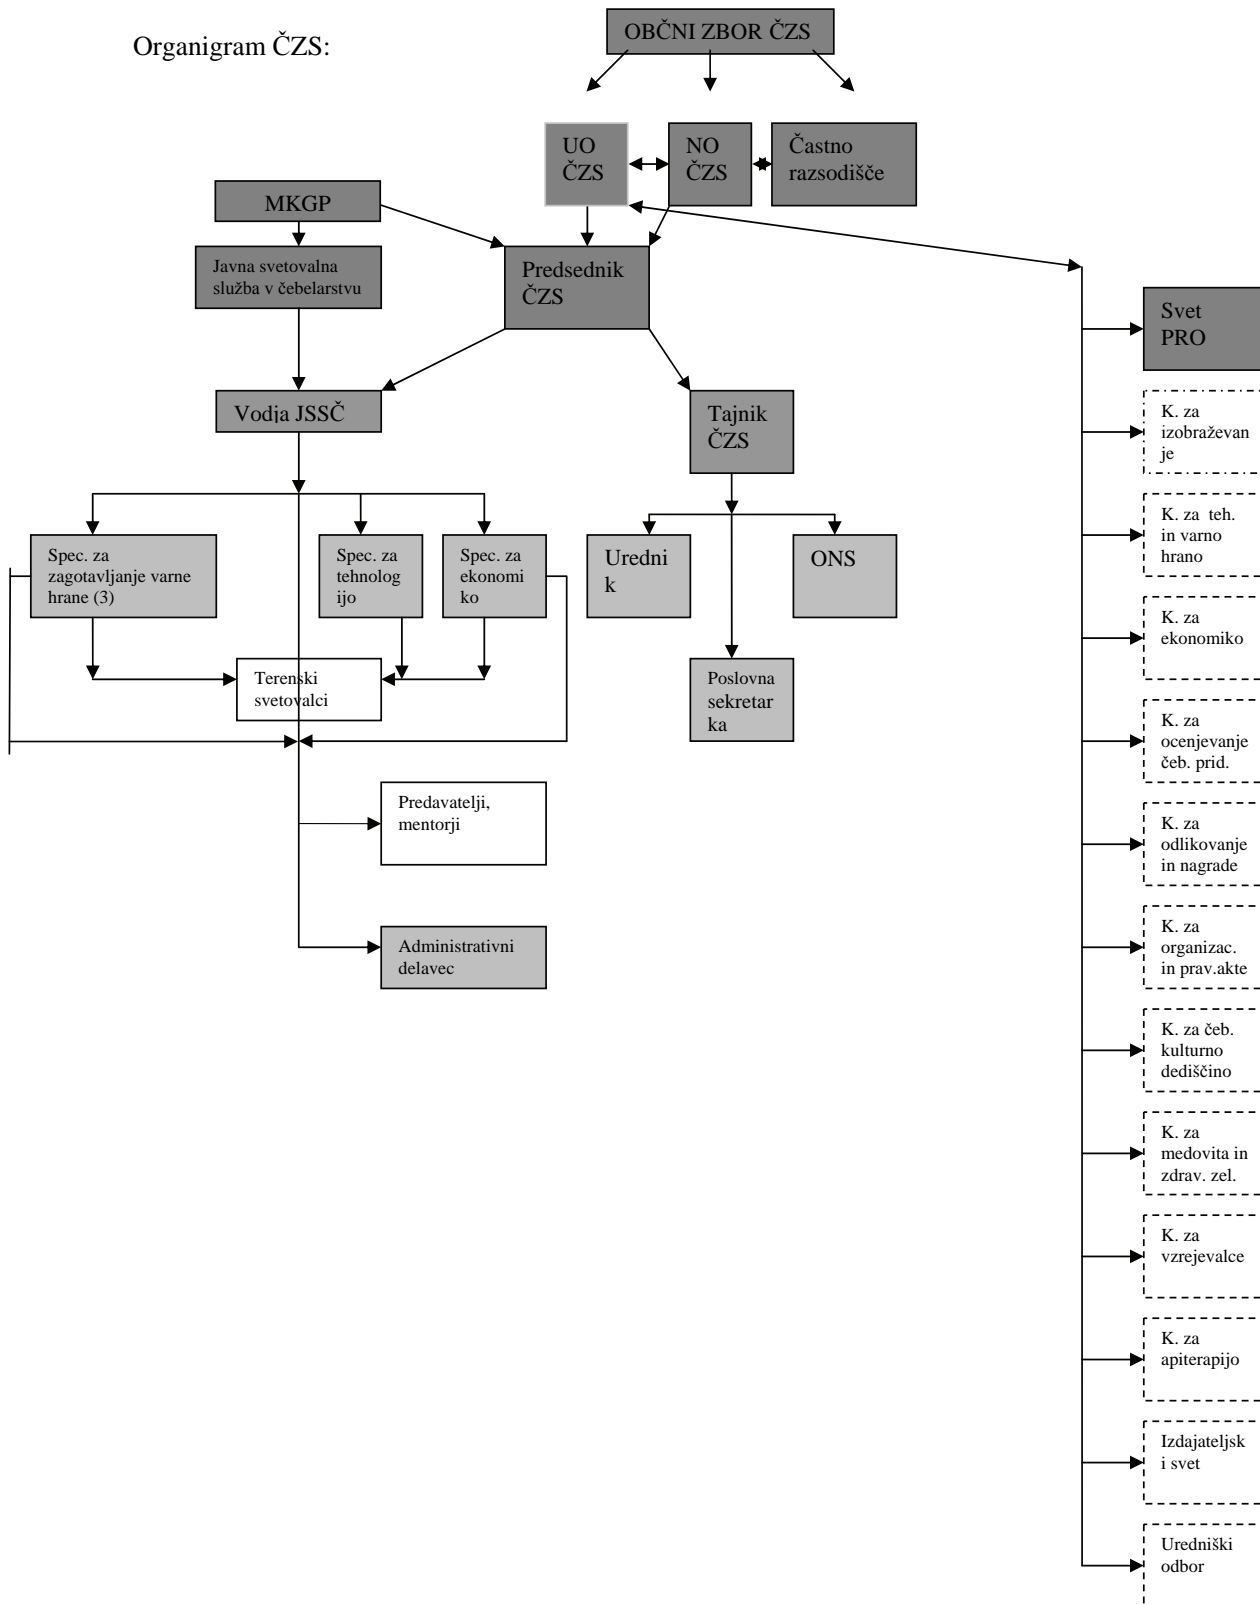 Organigram ČZS:
OBČNI ZBOR ČZS
UO
ČZS
NO
ČZS
Častno
razsodišče
MKGP
Javna svetovalna
služba v čebelarstvu
Predsednik
ČZS
Vodja JSSČ
Tajnik
ČZS
Spec. za
zagotavljanje varne
hrane (3)
Spec. za
tehnolog
ijo
Spec. za
ekonomi
ko
Uredni
k
ONS
Terenski
svetovalci
Poslovna
sekretar
ka
Predavatelji,
mentorji
Administrativni
delavec
Svet
PRO
K. za
izobraževan
je
K. za teh.
in varno
hrano
K. za
ekonomiko
K. za
ocenjevanje
čeb. prid.
K. za
odlikovanje
in nagrade
K. za
organizac.
in prav.akte
K. za čeb.
kulturno
dediščino
K. za
medovita in
zdrav. zel.
K. za
vzrejevalce
K. za
apiterapijo
Izdajateljsk
i svet
Uredniški
odbor